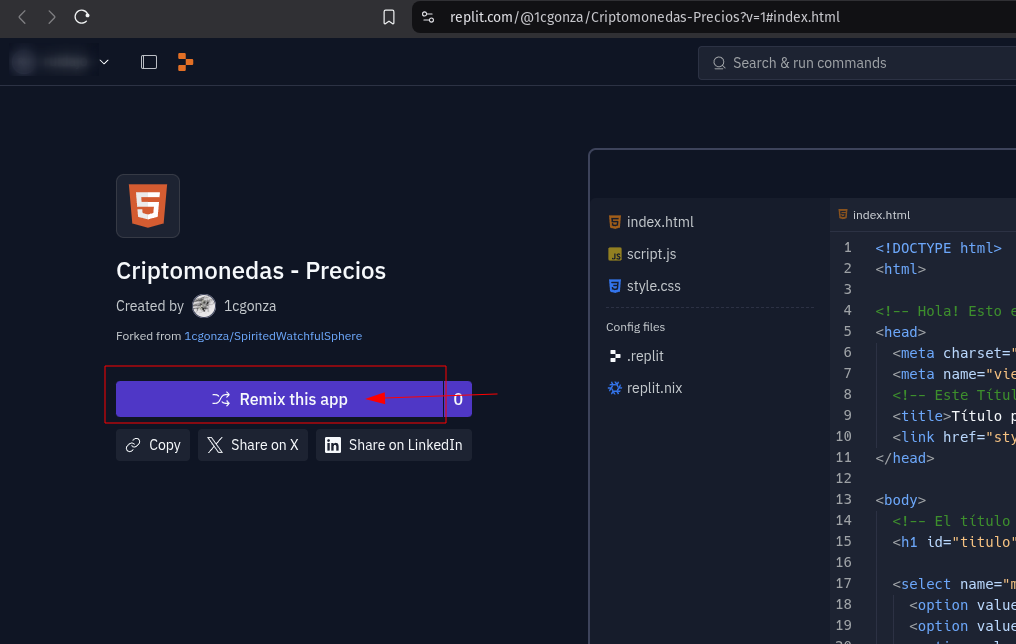 replit.com/@1cgonza/Criptomonedas-Precios?v=1#index.html
Search & run commands
Criptomonedas - Precios
Created by 1cgonza
Forked from 1cgonza/SpiritedWatchfulSphere
Remix this app
0
Copy
Share on X
Share on LinkedIn
index.html
script.js
style.css
Config files
.replit
replit.nix
index.html
1 <!DOCTYPE html>
2 <html>
3
4 <!-- Hola! Esto e
5 <head>
6 <meta charset="
7 <meta name="vie
8 <!-- Este Títul
9 <title>Título p
10 <link href="sty
11 </head>
12
13 <body>
14 <!-- El título
15 <h1 id="titulo"
16
17 <select name="m
18 <option value
19 <option value